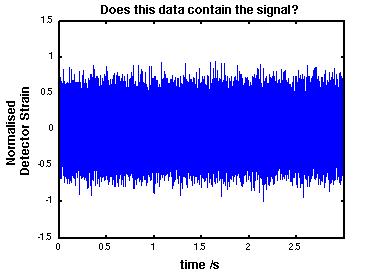 Does this data contain the signal?
1.5
1
0.5
0
-0.5
-1
-1.5
Normalised
Detector Strain
0 0.5 1 1.5 2 2.5
time /s